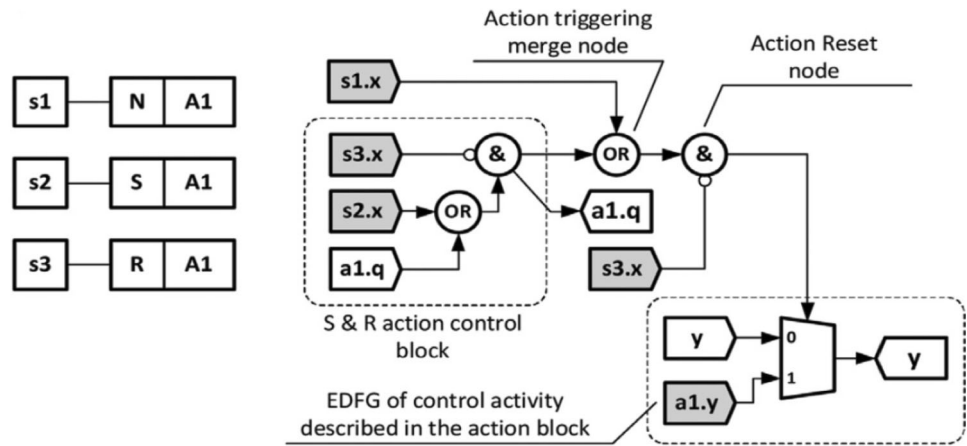 Action triggering
merge node
Action Reset
node
s1 N A1
s2 S A1
s3 R A1
s1.x
s3.x
&
OR
&
s2.x
OR
a1.q
a1.q
s3.x
S & R action control
block
y
0
1
y
a1.y
EDFG of control activity
described in the action block